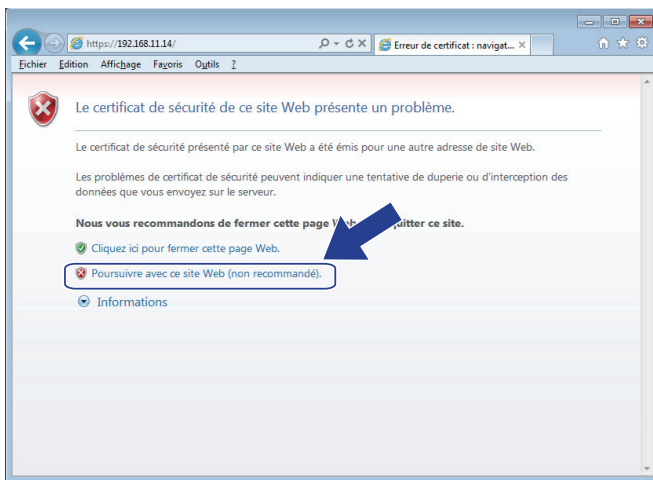 https://192.168.11.14/
Erreur de certificat : navigat...
Fichier Edition Affichage Favoris Outils ?
Le certificat de sécurité de ce site Web présente un problème.
Le certificat de sécurité présenté par ce site Web a été émis pour une autre adresse de site Web.
Les problèmes de certificat de sécurité peuvent indiquer une tentative de duperie ou d'interception des
données que vous envoyez sur le serveur.
Nous vous recommandons de fermer cette page quitter ce site.
Cliquez ici pour fermer cette page Web.
Poursuivre avec ce site Web (non recommandé).
Informations